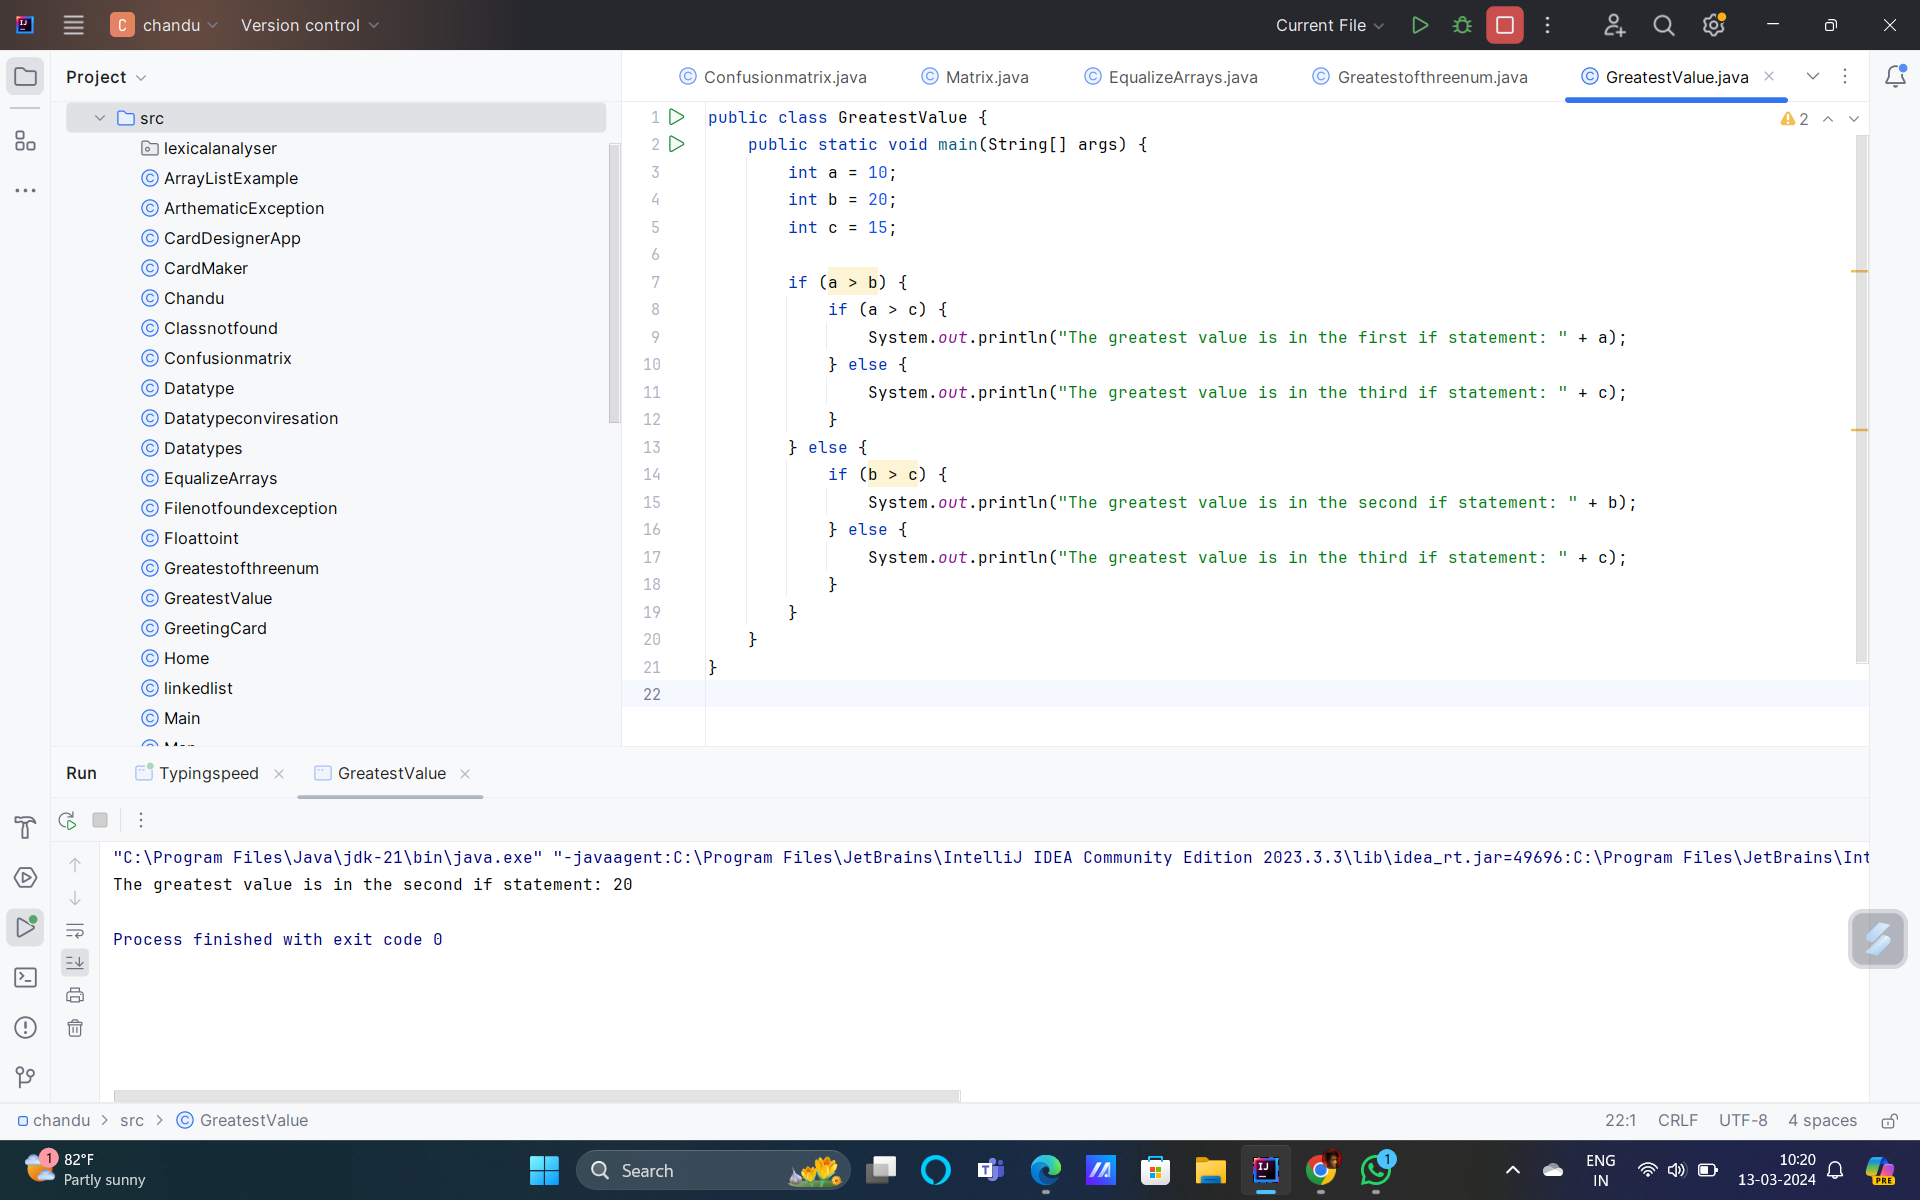 IJ
C chandu Version control Current File
Project
src
lexicalanalyser
ArrayListExample
ArthematicException
CardDesignerApp
CardMaker
Chandu
Classnotfound
Confusionmatrix
Datatype
Datatypeconviresation
Datatypes
EqualizeArrays
Filenotfoundexception
Floattoint
Greatestofthreenum
GreatestValue
GreetingCard
Home
linkedlist
Main
Confusionmatrix.java Matrix.java EqualizeArrays.java Greatestofthreenum.java GreatestValue.java
2
1 public class GreatestValue {
2 public static void main(String[] args) {
3 int a = 10;
4 int b = 20;
5 int c = 15;
6
7 if (a > b) {
8 if (a > c) {
9 System.out.println("The greatest value is in the first if statement: " + a);
10 } else {
11 System.out.println("The greatest value is in the third if statement: " + c);
12 }
13 } else {
14 if (b > c) {
15 System.out.println("The greatest value is in the second if statement: " + b);
16 } else {
17 System.out.println("The greatest value is in the third if statement: " + c);
18 }
19 }
20 }
21 }
22
Run Typingspeed GreatestValue
"C:\Program Files\Java\jdk-21\bin\java.exe" "-javaagent:C:\Program Files\JetBrains\IntelliJ IDEA Community Edition 2023.3.3\lib\idea_rt.jar=49696:C:\Program Files\JetBrains\Int
The greatest value is in the second if statement: 20
Process finished with exit code 0
chandu > src > GreatestValue 22:1 CRLF UTF-8 4 spaces
1 82°F
Partly sunny
Search
IJ
1
ENG
IN
10:20
13-03-2024
PRE